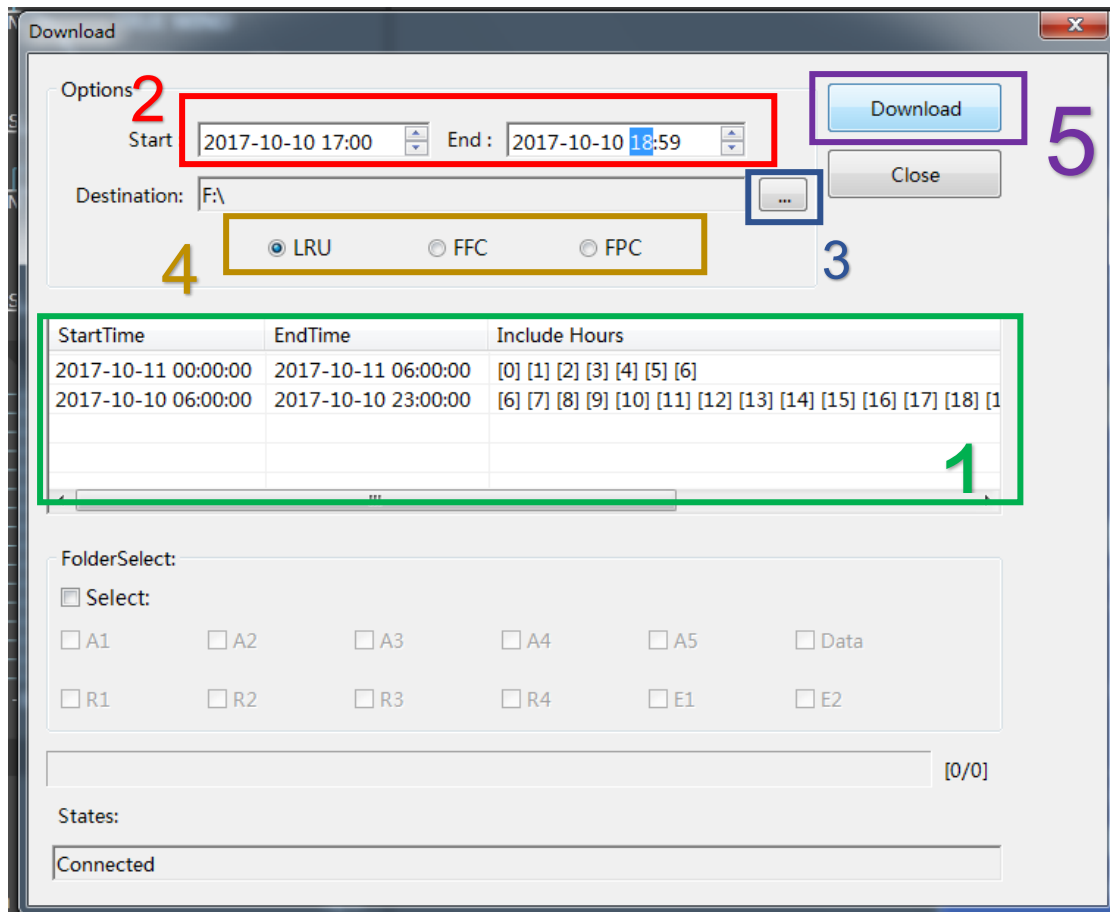 Download
Options
2
Start
2017-10-10 17:00
End :
2017-10-10 18:59
Download
5
Destination:
F:\
...
Close
4
LRU
FFC
FPC
3
StartTime EndTime Include Hours
2017-10-11 00:00:00 2017-10-11 06:00:00 [0] [1] [2] [3] [4] [5] [6]
2017-10-10 06:00:00 2017-10-10 23:00:00 [6] [7] [8] [9] [10] [11] [12] [13] [14] [15] [16] [17] [18] [1
1
FolderSelect:
Select:
A1 A2 A3 A4 A5 Data
R1 R2 R3 R4 E1 E2
[0/0]
States:
Connected